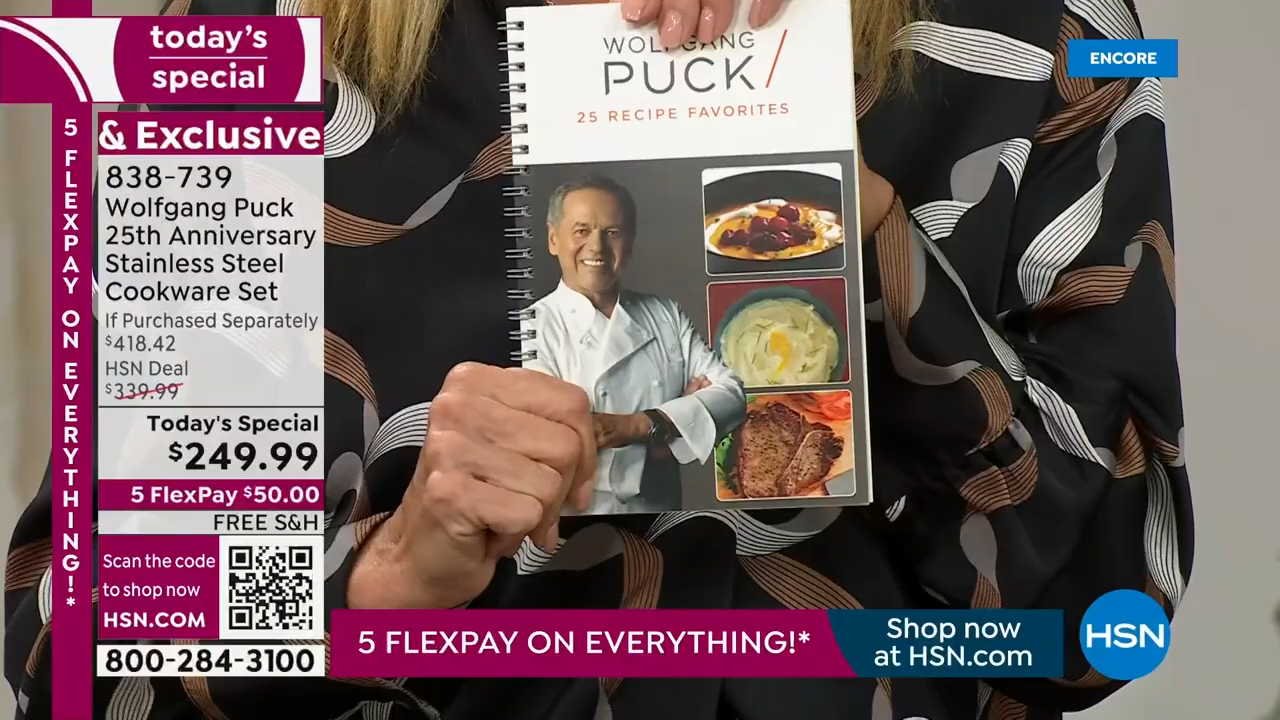 today's
special
5 FLEXPAY ON EVERYTHING!*
& Exclusive
838-739
Wolfgang Puck
25th Anniversary
Stainless Steel
Cookware Set
If Purchased Separately
$418.42
HSN Deal
$339.99
Today's Special
$249.99
5 FlexPay $50.00
FREE S&H
Scan the code
to shop now
HSN.COM
800-284-3100
WOLFGANG
PUCK/
25 RECIPE FAVORITES
ENCORE
5 FLEXPAY ON EVERYTHING!*
Shop now
at HSN.com
HSN